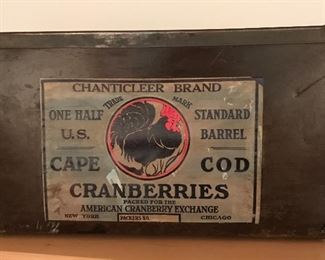 CHANTICLEER BRAND
TRADE MARK
ONE HALF STANDARD
U.S. BARREL
CAPE COD
CRANBERRIES
PACKED FOR THE
AMERICAN CRANBERRY EXCHANGE
NEW YORK PACKERS NO. CHICAGO